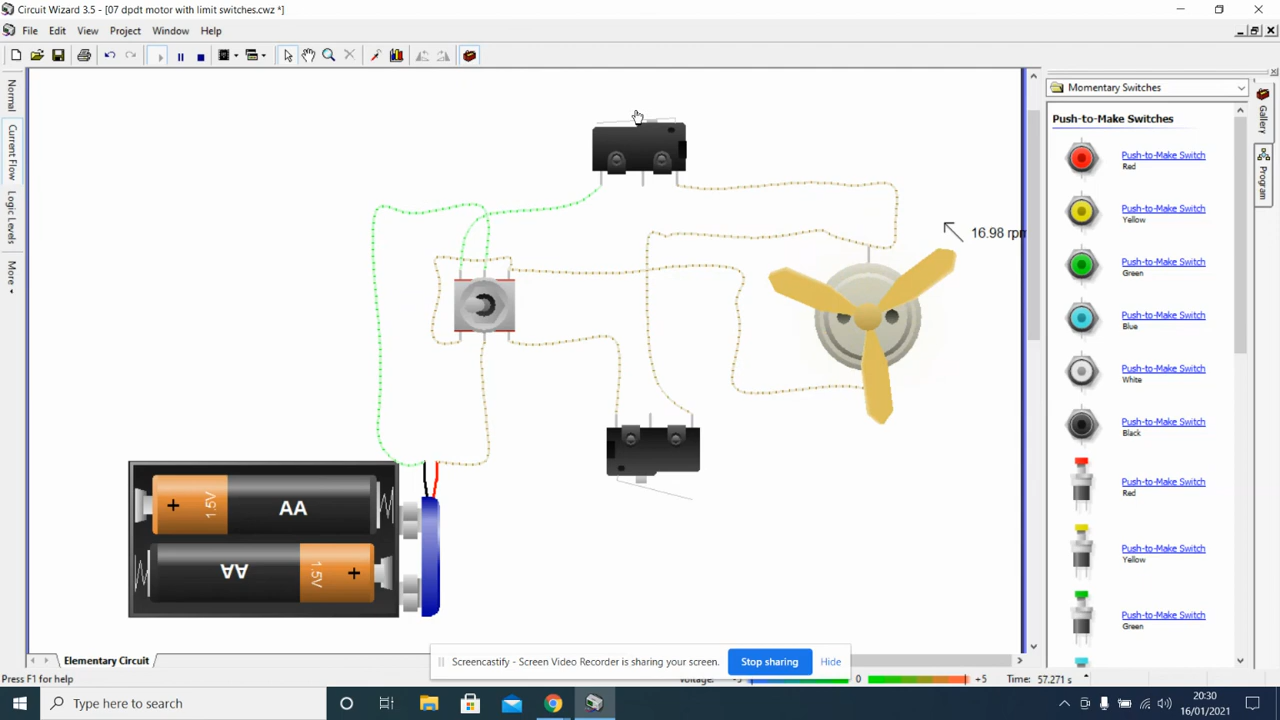 Circuit Wizard 3.5 - [07 dpdt motor with limit switches.cwz *]
File Edit View Project Window Help
Normal
Current Flow
Logic Levels
More
Momentary Switches
Push-to-Make Switches
Push-to-Make Switch
Red
Push-to-Make Switch
Yellow
Push-to-Make Switch
Green
Push-to-Make Switch
Blue
Push-to-Make Switch
White
Push-to-Make Switch
Black
Push-to-Make Switch
Red
Push-to-Make Switch
Yellow
Push-to-Make Switch
Green
Gallery
Program
16.98 rpm
+ 1.5V AA
AA 1.5V +
Elementary Circuit
Screencastify - Screen Video Recorder is sharing your screen. Stop sharing Hide
Press F1 for help
0 +5 Time: 57.271 s
Type here to search
20:30
16/01/2021